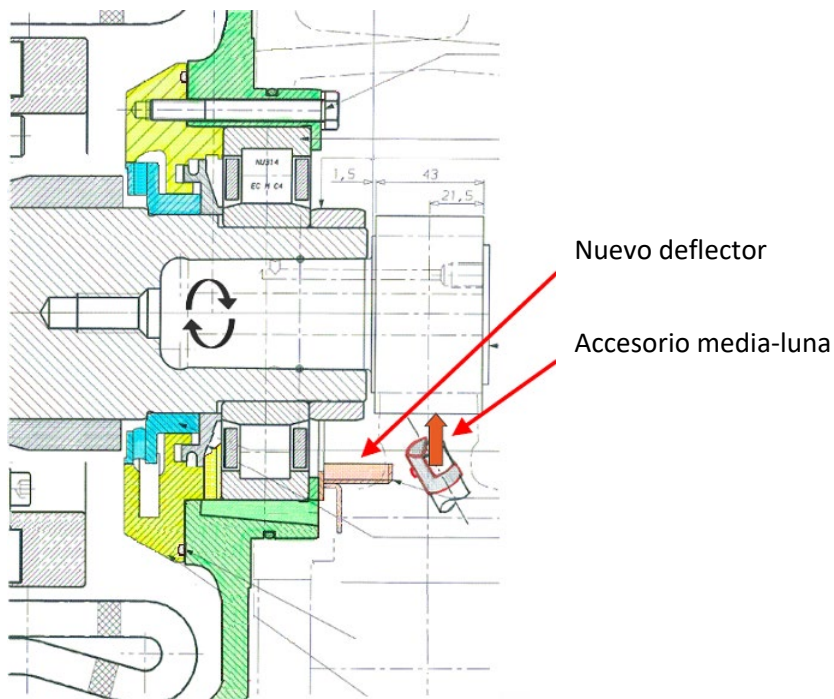 NU314
EC M C4
1,5
43
21,5
Nuevo deflector
Accesorio media-luna